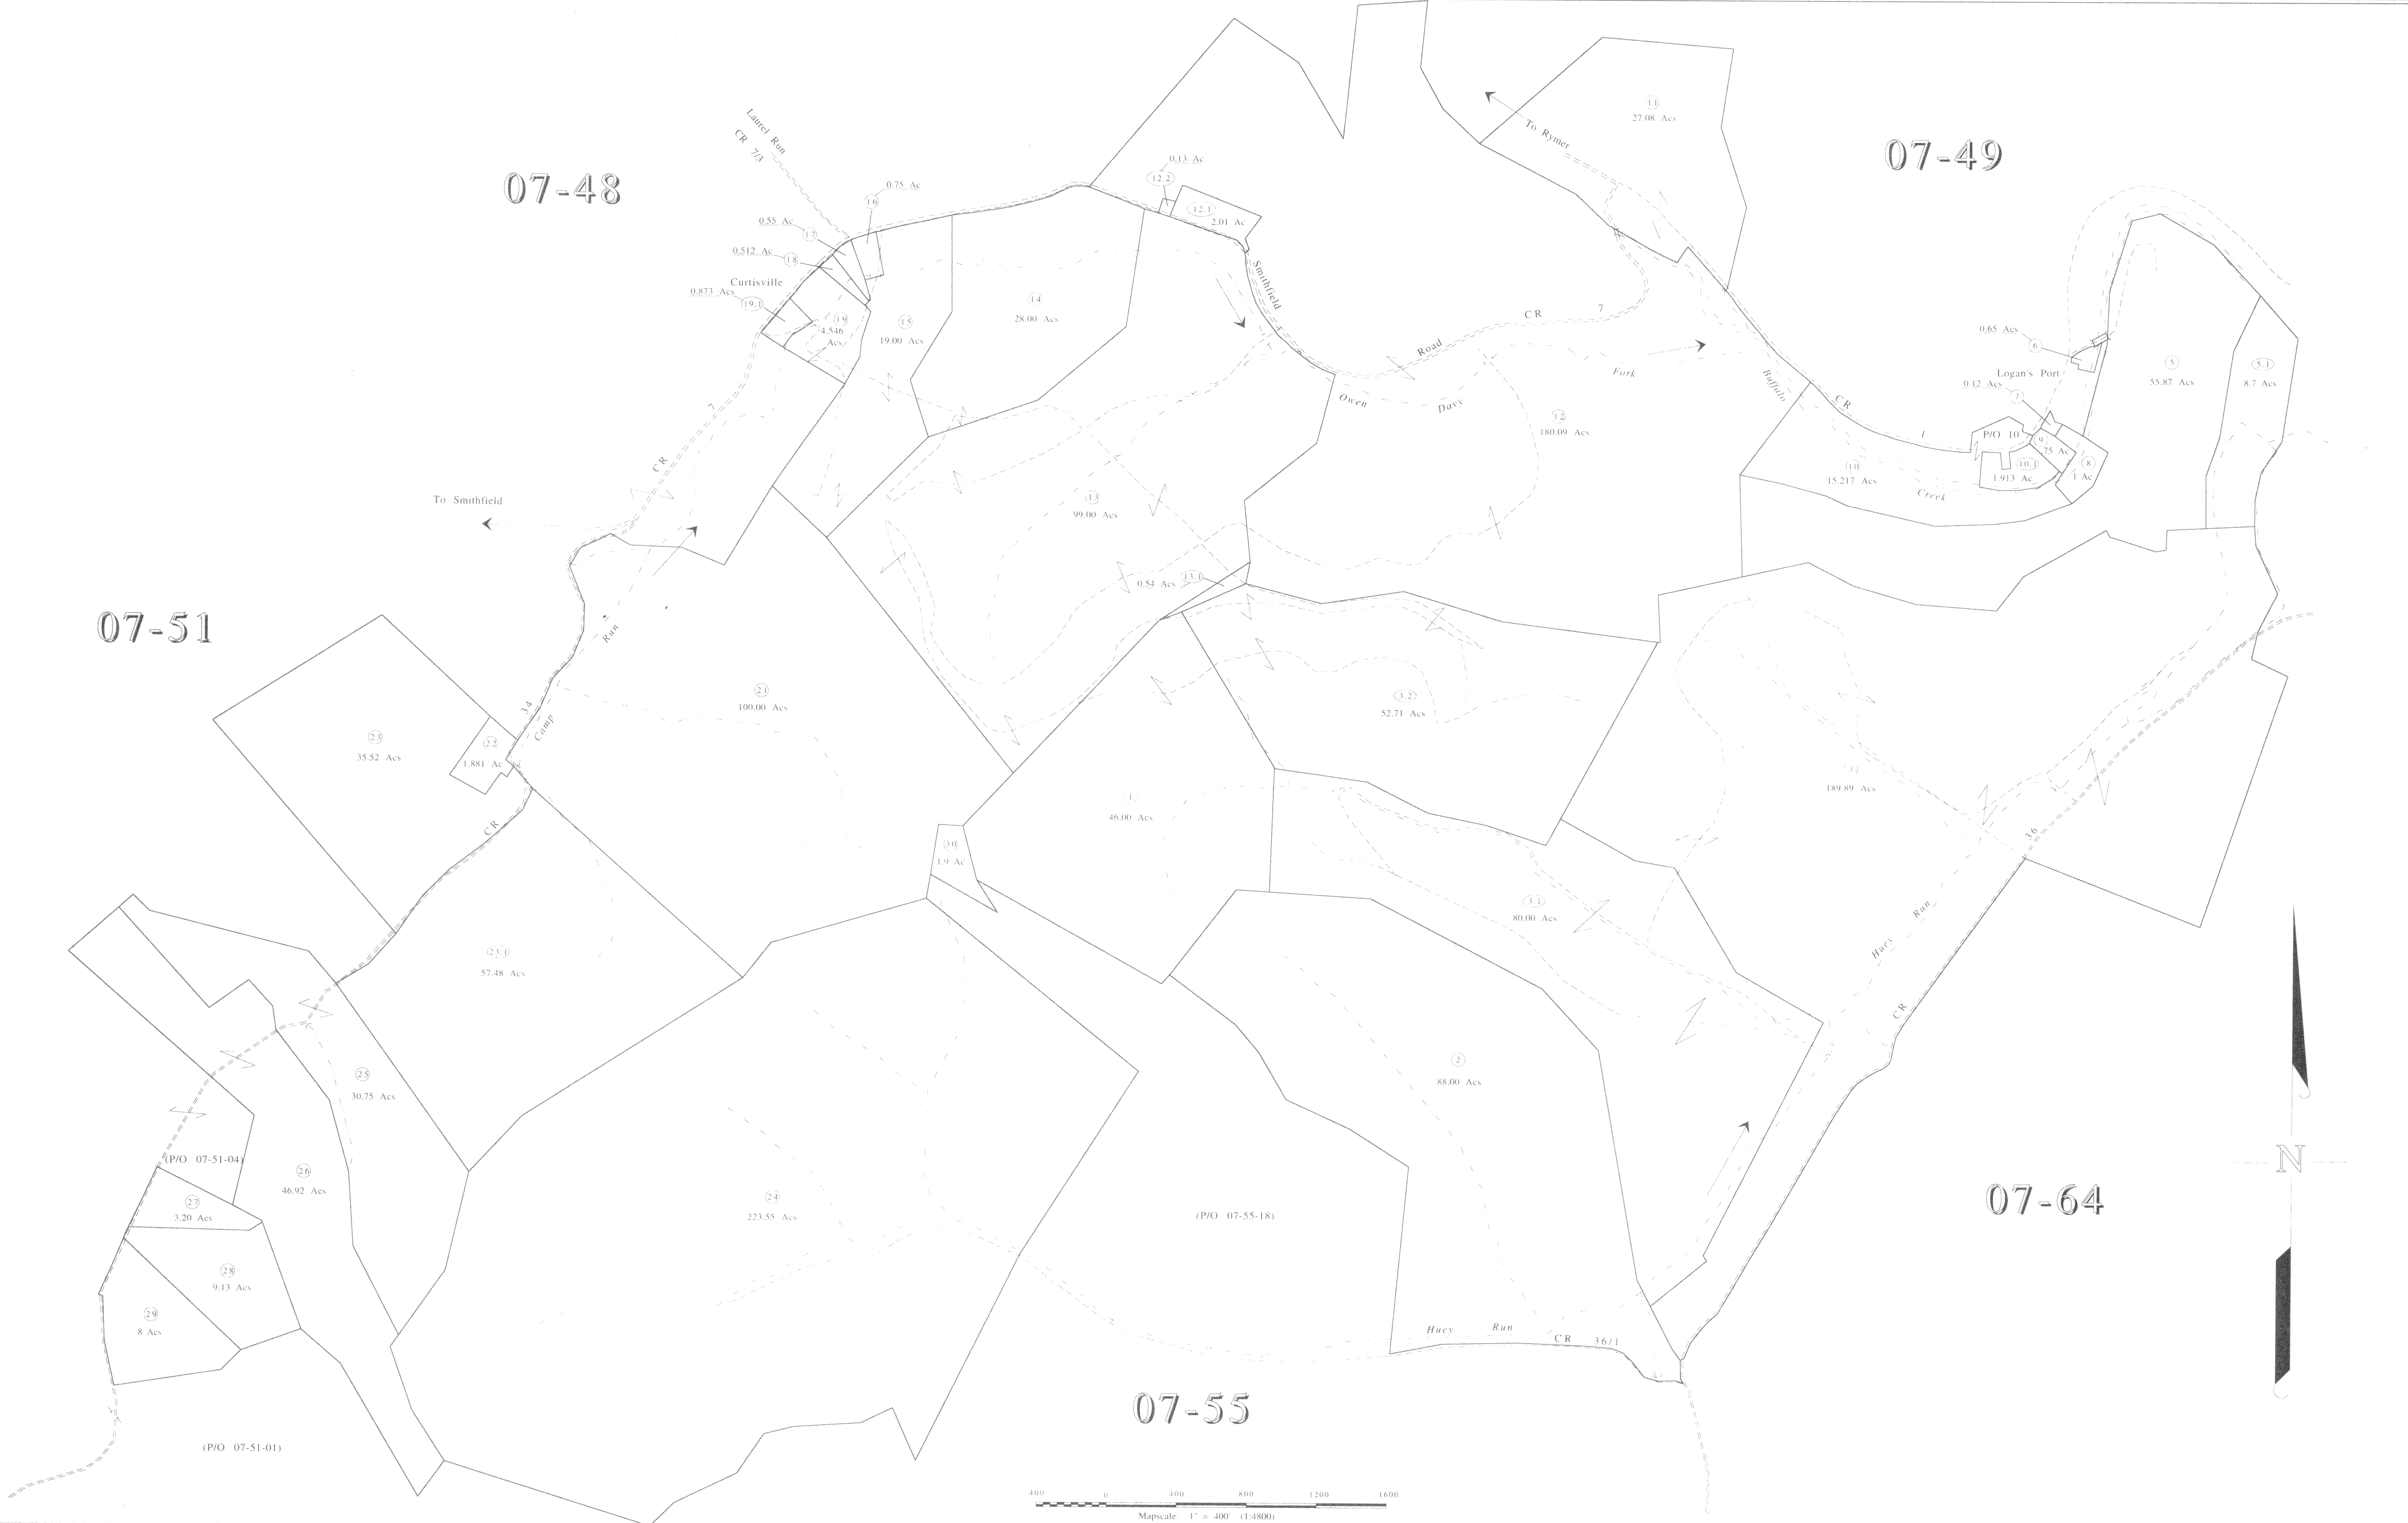 11
27.08 Acs
To Rymer
Laurel Run
CR 7/3
07-48
07-49
0.13 Ac
12.2
0.75 Ac
16
12.1
2.01 Ac
0.55 Ac
17
0.512 Ac
18
Curtisville
0.873 Acs
19.1
19
4.546
Acs
15
19.00 Acs
14
28.00 Acs
Smithfield
Road
CR
7
Owen
Davy
Fork
12
180.09 Acs
Buffalo
CR
1
0.65 Acs
6
Logan's Port
0.12 Acs
7
5
55.87 Acs
5.1
8.7 Acs
P/O 10
9
.75 Ac
8
1 Ac
10.1
1.913 Ac
10
15.217 Acs
Creek
CR
7
To Smithfield
13
99.00 Acs
0.54 Acs
13.1
07-51
Run
34
Camp
21
100.00 Acs
3.2
52.71 Acs
23
35.52 Acs
22
1.881 Ac
CR
1
46.00 Acs
3
189.89 Acs
36
30
1.9 Ac
3.1
80.00 Acs
Huey
Run
CR
23.1
57.48 Acs
25
30.75 Acs
2
88.00 Acs
(P/O 07-51-04)
26
46.92 Acs
27
3.20 Acs
24
223.55 Acs
(P/O 07-55-18)
N
07-64
28
9.13 Acs
29
8 Acs
Huey Run
CR 36/1
07-55
(P/O 07-51-01)
400 0 400 800 1200 1600
Mapscale: 1" = 400' (1:4800)